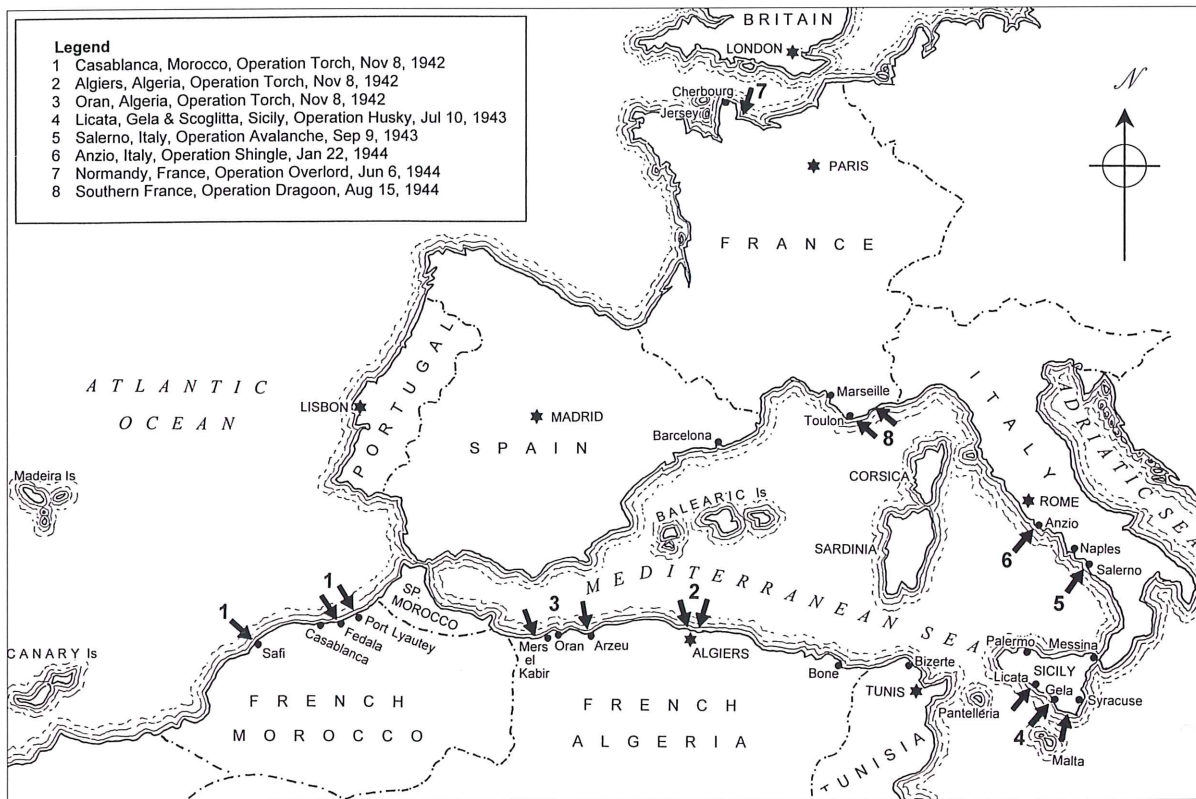 Legend
1 Casablanca, Morocco, Operation Torch, Nov 8, 1942
2 Algiers, Algeria, Operation Torch, Nov 8, 1942
3 Oran, Algeria, Operation Torch, Nov 8, 1942
4 Licata, Gela & Scoglitta, Sicily, Operation Husky, Jul 10, 1943
5 Salerno, Italy, Operation Avalanche, Sep 9, 1943
6 Anzio, Italy, Operation Shingle, Jan 22, 1944
7 Normandy, France, Operation Overlord, Jun 6, 1944
8 Southern France, Operation Dragoon, Aug 15, 1944
BRITAIN
LONDON
N
Cherbourg
7
Jersey
PARIS
FRANCE
ATLANTIC
OCEAN
PORTUGAL
LISBON
MADRID
SPAIN
Barcelona
Marseille
Toulon
8
ITALY
ADRIATIC SEA
CORSICA
Madeira Is
BALEARIC Is
ROME
Anzio
SARDINIA
6
Naples
Salerno
5
MEDITERRANEAN SEA
SP.
MOROCCO
1
1
Port Lyautey
Fedala
Casablanca
Safi
3
Mers
el
Kabir
Oran
Arzeu
2
ALGIERS
Bone
Bizerte
TUNIS
Palermo
Messina
Licata
SICILY
Gela
Syracuse
Pantelleria
4
Malta
CANARY Is
FRENCH
MOROCCO
FRENCH
ALGERIA
TUNISIA